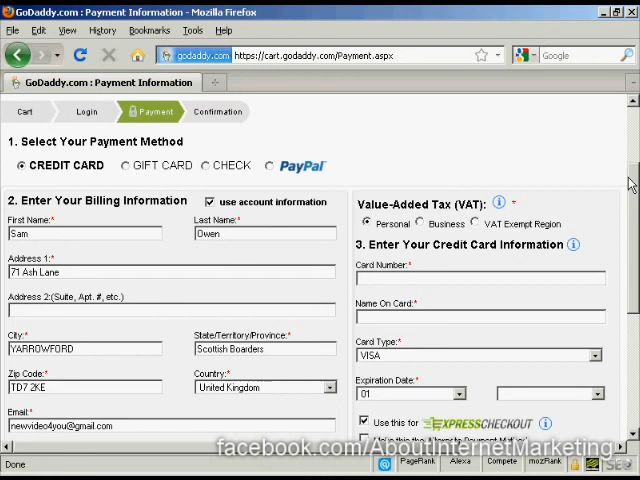 GoDaddy.com : Payment Information - Mozilla Firefox
File Edit View History Bookmarks Tools Windows Help
godaddy.com https://cart.godaddy.com/Payment.aspx Google
GoDaddy.com : Payment Information
Cart Login Payment Confirmation
1. Select Your Payment Method
CREDIT CARD GIFT CARD CHECK PayPal
2. Enter Your Billing Information use account information
First Name:* Last Name:*
Sam Owen
Address 1:*
71 Ash Lane
Address 2:(Suite, Apt. #, etc.)
City:* State/Territory/Province:*
YARROWFORD Scottish Boarders
Zip Code:* Country:*
TD7 2KE United Kingdom
Email:*
newvideo4you@gmail.com
Value-Added Tax (VAT): *
Personal Business VAT Exempt Region
3. Enter Your Credit Card Information
Card Number:*
Name On Card:*
Card Type:*
VISA
Expiration Date:*
01
Use this for EXPRESSCHECKOUT
facebook.com/AboutInternetMarketing
Done PageRank Alexa Compete mozRank